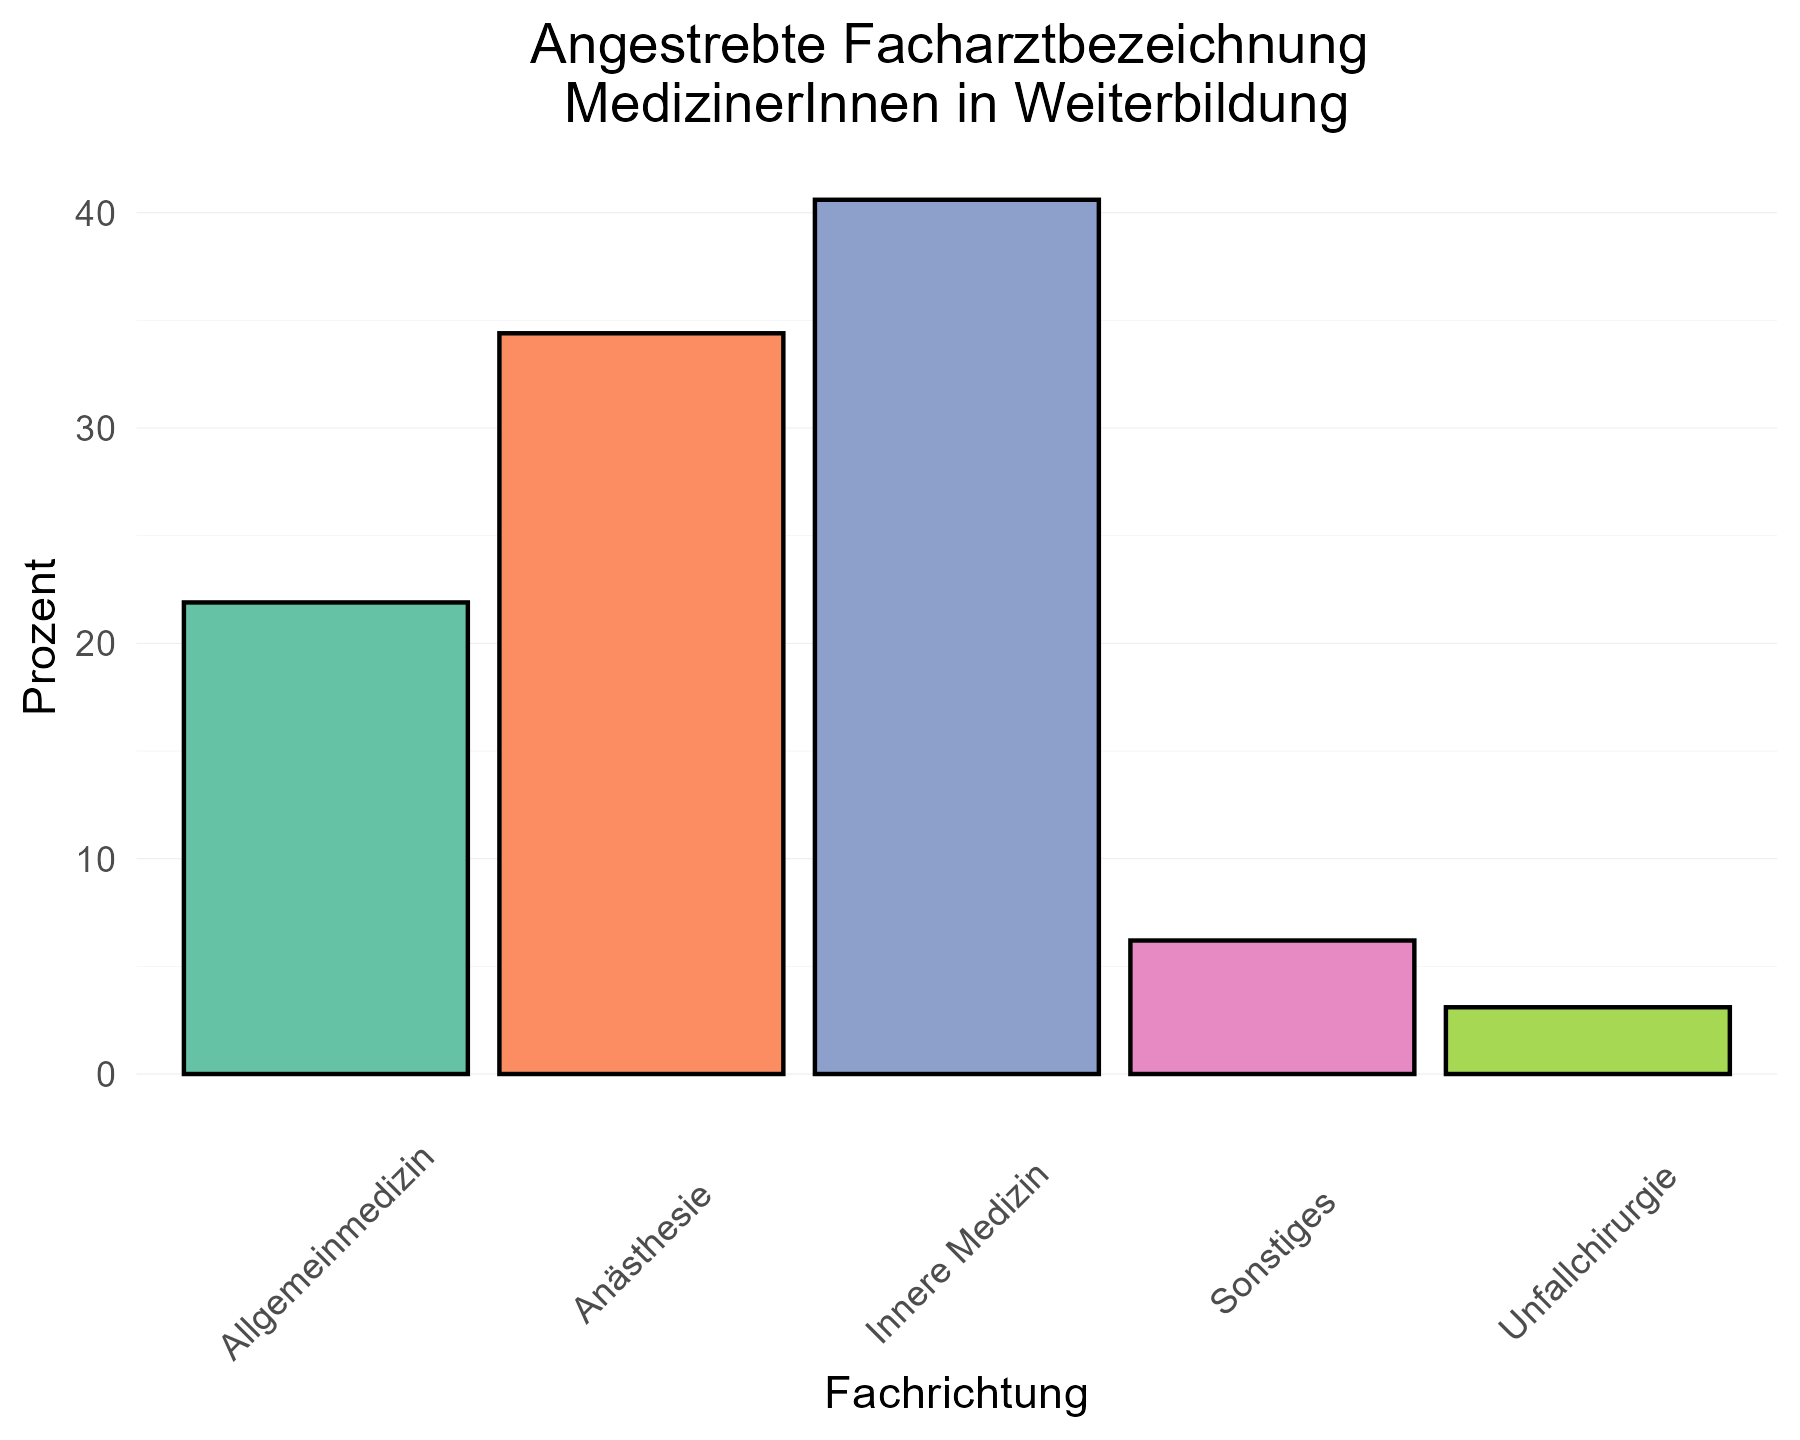 Angestrebte Facharztbezeichnung
MedizinerInnen in Weiterbildung
Prozent
40
30
20
10
0
Allgemeinmedizin
Anästhesie
Innere Medizin
Sonstiges
Unfallchirurgie
Fachrichtung